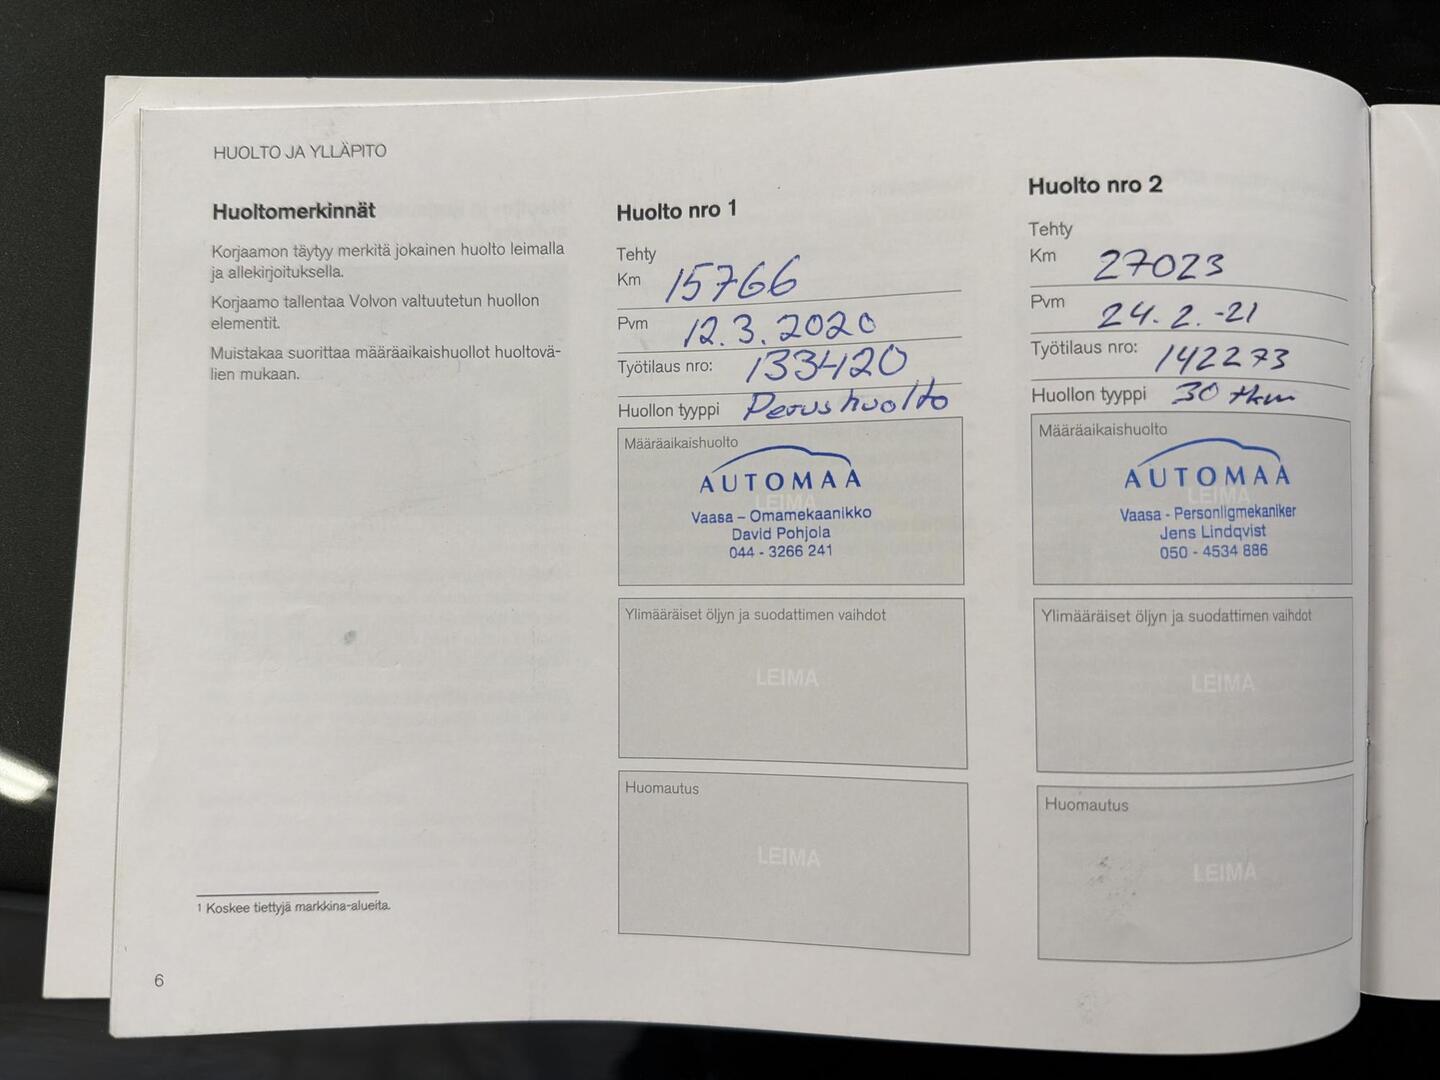 HUOLTO JA YLLÄPITO
Huoltomerkinnät
Korjaamon täytyy merkitä jokainen huolto leimalla
ja allekirjoituksella.
Korjaamo tallentaa Volvon valtuutetun huollon
elementit.
Muistakaa suorittaa määräaikaishuollot huoltovä-
lien mukaan.
1 Koskee tiettyjä markkina-alueita.
6
Huolto nro 1
Tehty
Km 15766
Pvm 12.3.2020
Työtilaus nro: 133420
Huollon tyyppi Perushuolto
Määräaikaishuolto
AUTOMAA
LEIMA
Vaasa – Omamekaanikko
David Pohjola
044 - 3266 241
Ylimääräiset öljyn ja suodattimen vaihdot
LEIMA
Huomautus
LEIMA
Huolto nro 2
Tehty
Km 27023
Pvm 24.2.-21
Työtilaus nro: 142273
Huollon tyyppi 30 tkm
Määräaikaishuolto
AUTOMAA
LEIMA
Vaasa - Personligmekaniker
Jens Lindqvist
050 - 4534 886
Ylimääräiset öljyn ja suodattimen vaihdot
LEIMA
Huomautus
LEIMA